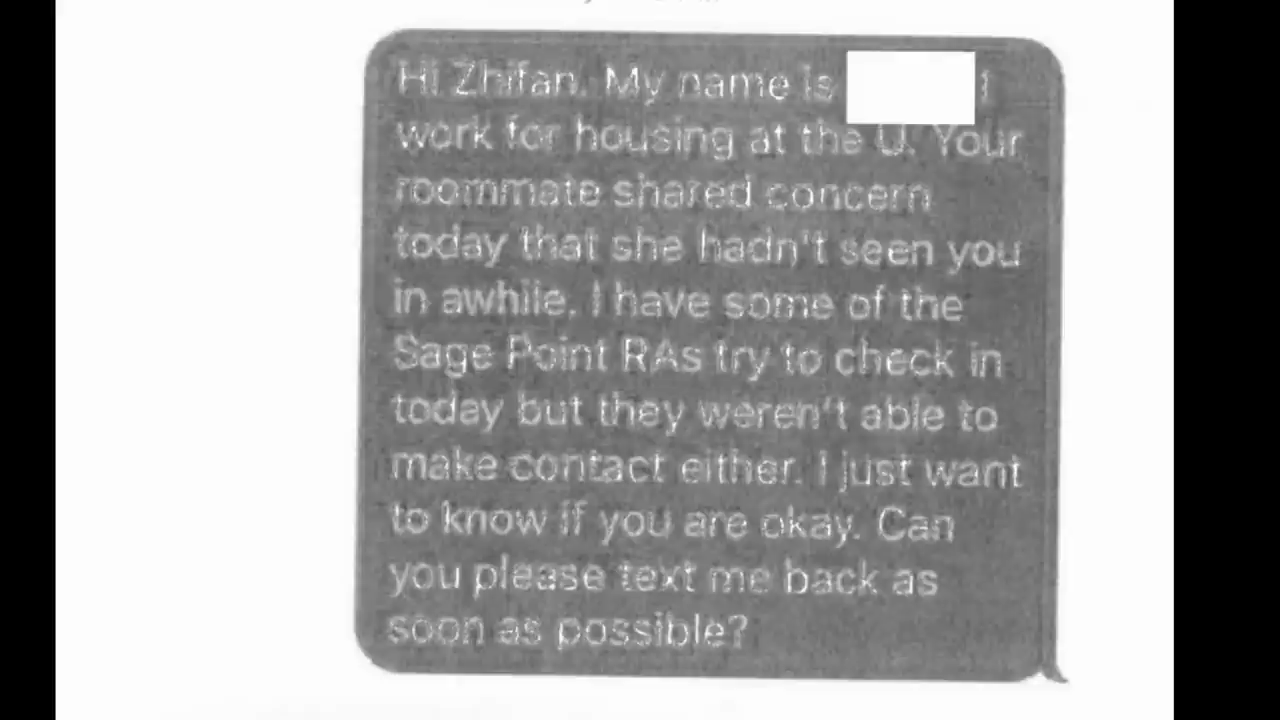 Hi Zhifan. My name is
I
work for housing at the U. Your
roommate shared concern
today that she hadn't seen you
in awhile. I have some of the
Sage Point RAs try to check in
today but they weren't able to
make contact either. I just want
to know if you are okay. Can
you please text me back as
soon as possible?